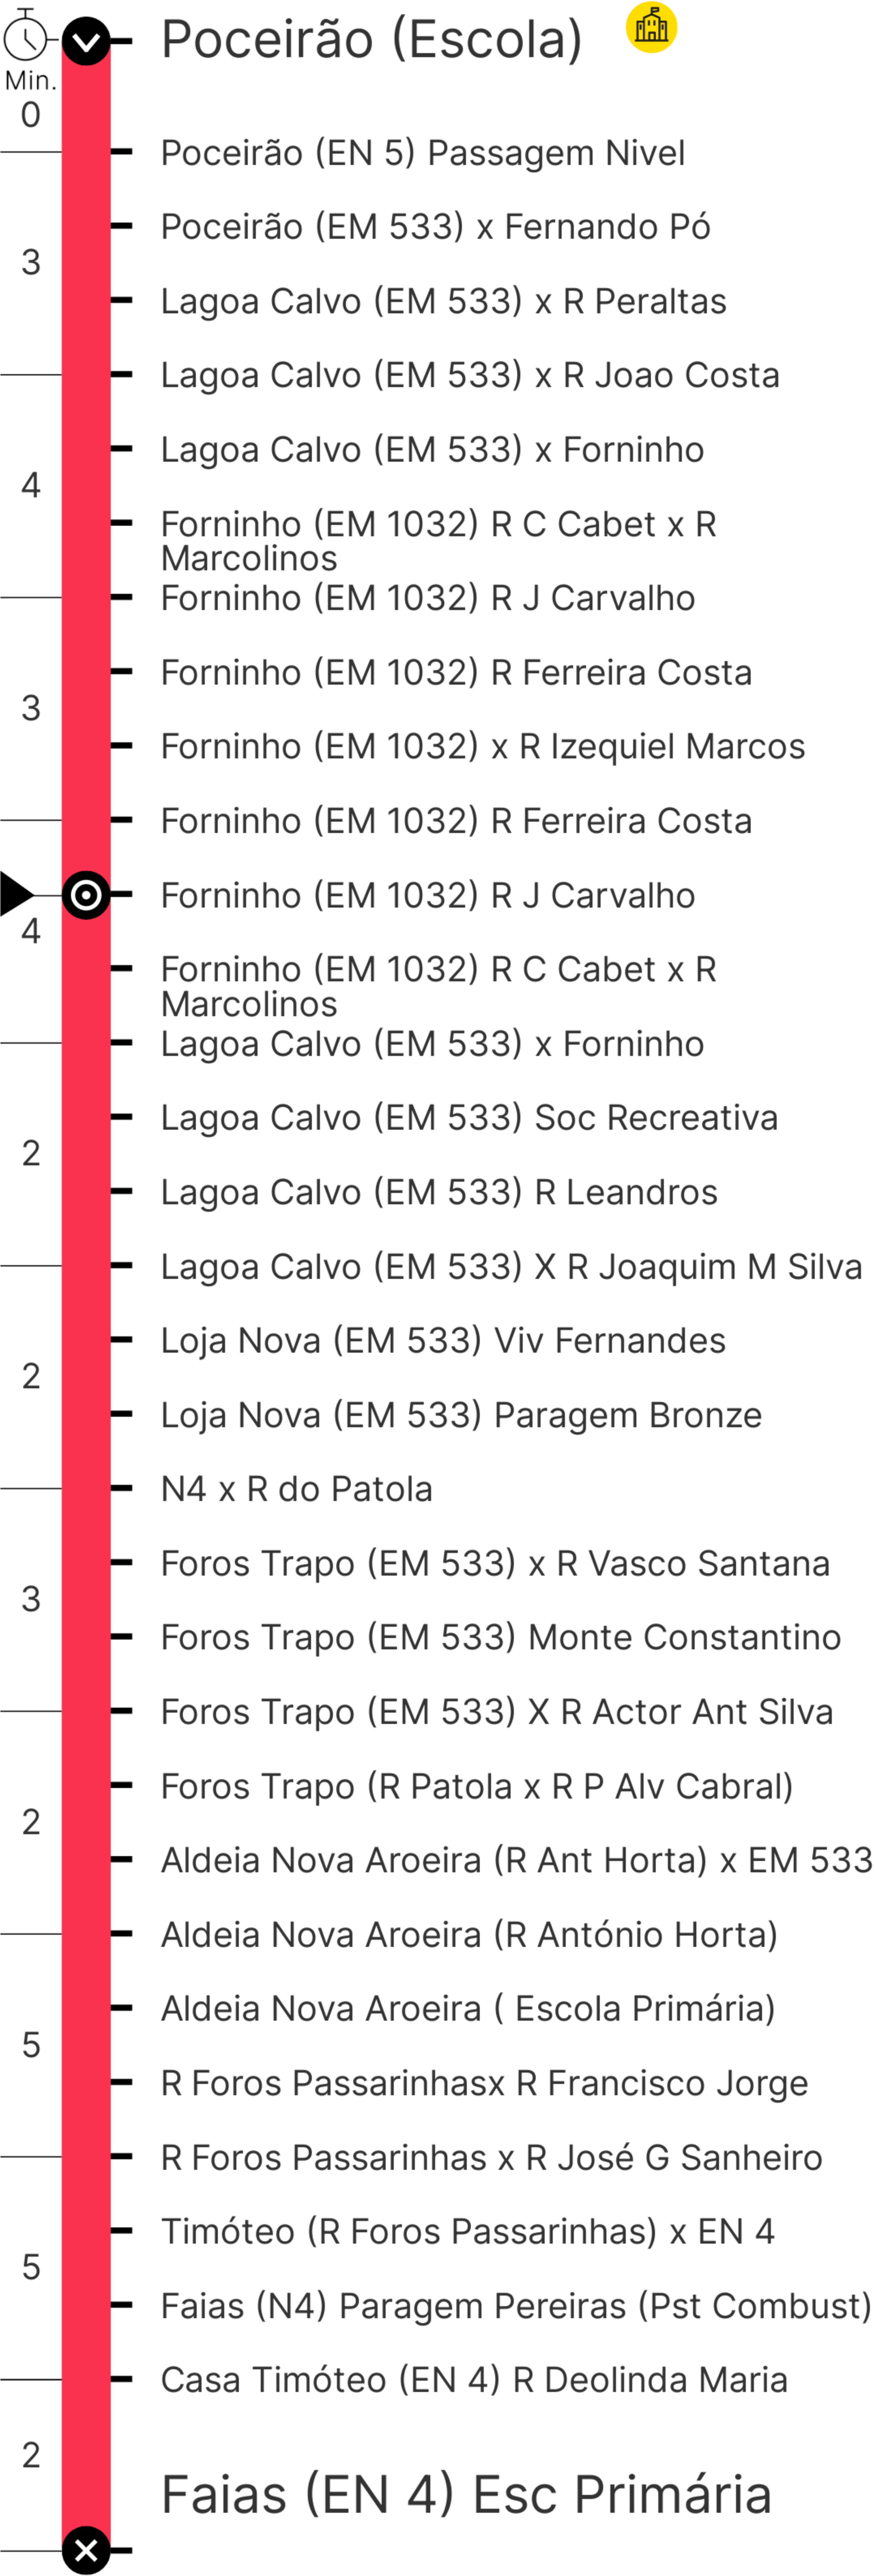 Poceirão (Escola)
Min.
0
Poceirão (EN 5) Passagem Nivel
Poceirão (EM 533) x Fernando Pó
3
Lagoa Calvo (EM 533) x R Peraltas
Lagoa Calvo (EM 533) x R Joao Costa
Lagoa Calvo (EM 533) x Forninho
4
Forninho (EM 1032) R C Cabet x R
Marcolinos
Forninho (EM 1032) R J Carvalho
Forninho (EM 1032) R Ferreira Costa
3
Forninho (EM 1032) x R Izequiel Marcos
Forninho (EM 1032) R Ferreira Costa
Forninho (EM 1032) R J Carvalho
4
Forninho (EM 1032) R C Cabet x R
Marcolinos
Lagoa Calvo (EM 533) x Forninho
Lagoa Calvo (EM 533) Soc Recreativa
2
Lagoa Calvo (EM 533) R Leandros
Lagoa Calvo (EM 533) X R Joaquim M Silva
Loja Nova (EM 533) Viv Fernandes
2
Loja Nova (EM 533) Paragem Bronze
N4 x R do Patola
Foros Trapo (EM 533) x R Vasco Santana
3
Foros Trapo (EM 533) Monte Constantino
Foros Trapo (EM 533) X R Actor Ant Silva
Foros Trapo (R Patola x R P Alv Cabral)
2
Aldeia Nova Aroeira (R Ant Horta) x EM 533
Aldeia Nova Aroeira (R António Horta)
Aldeia Nova Aroeira ( Escola Primária)
5
R Foros Passarinhasx R Francisco Jorge
R Foros Passarinhas x R José G Sanheiro
Timóteo (R Foros Passarinhas) x EN 4
5
Faias (N4) Paragem Pereiras (Pst Combust)
Casa Timóteo (EN 4) R Deolinda Maria
2
Faias (EN 4) Esc Primária